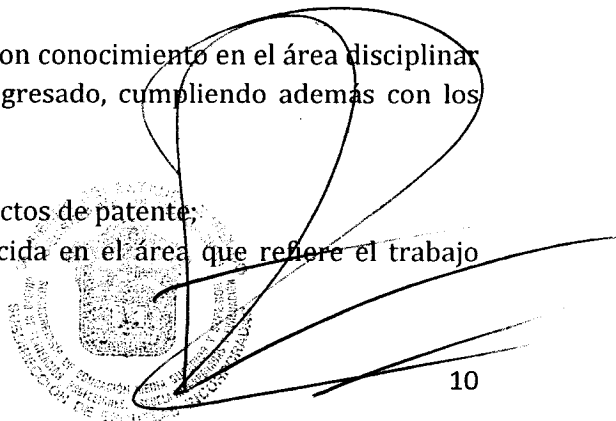 on conocimiento en el área disciplinar
gresado, cumpliendo además con los
ctos de patente;
cida en el área que refiere el trabajo
10